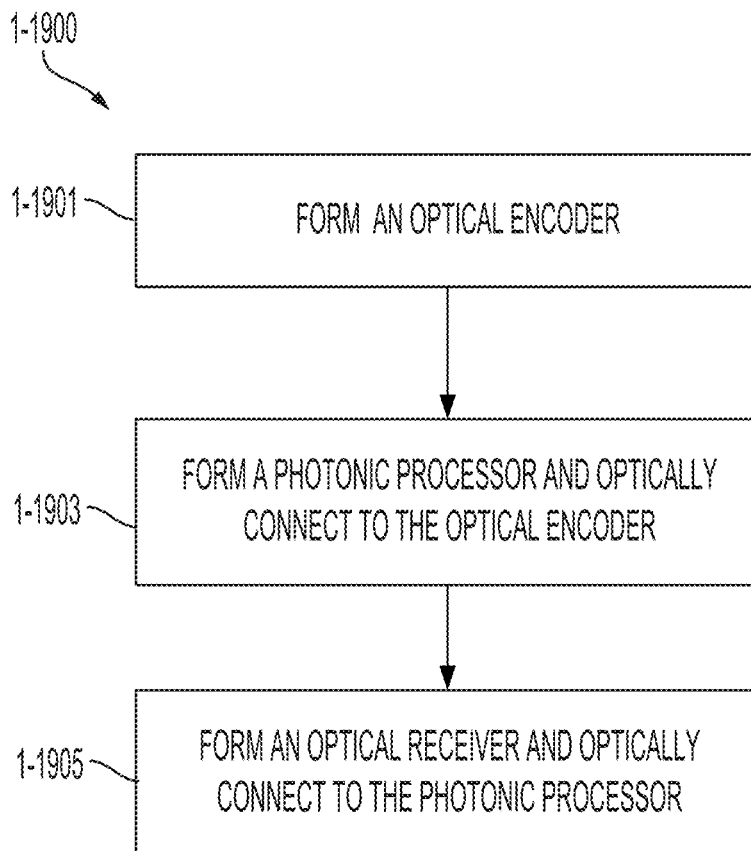 1-1900
1-1901
FORM AN OPTICAL ENCODER
FORM A PHOTONIC PROCESSOR AND OPTICALLY
CONNECT TO THE OPTICAL ENCODER
1-1903
FORM AN OPTICAL RECEIVER AND OPTICALLY
CONNECT TO THE PHOTONIC PROCESSOR
1-1905